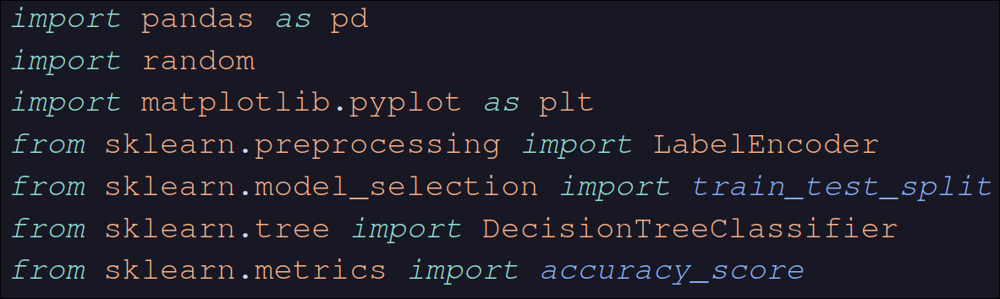 import pandas as pd
import random
import matplotlib.pyplot as plt
from sklearn.preprocessing import LabelEncoder
from sklearn.model_selection import train_test_split
from sklearn.tree import DecisionTreeClassifier
from sklearn.metrics import accuracy_score